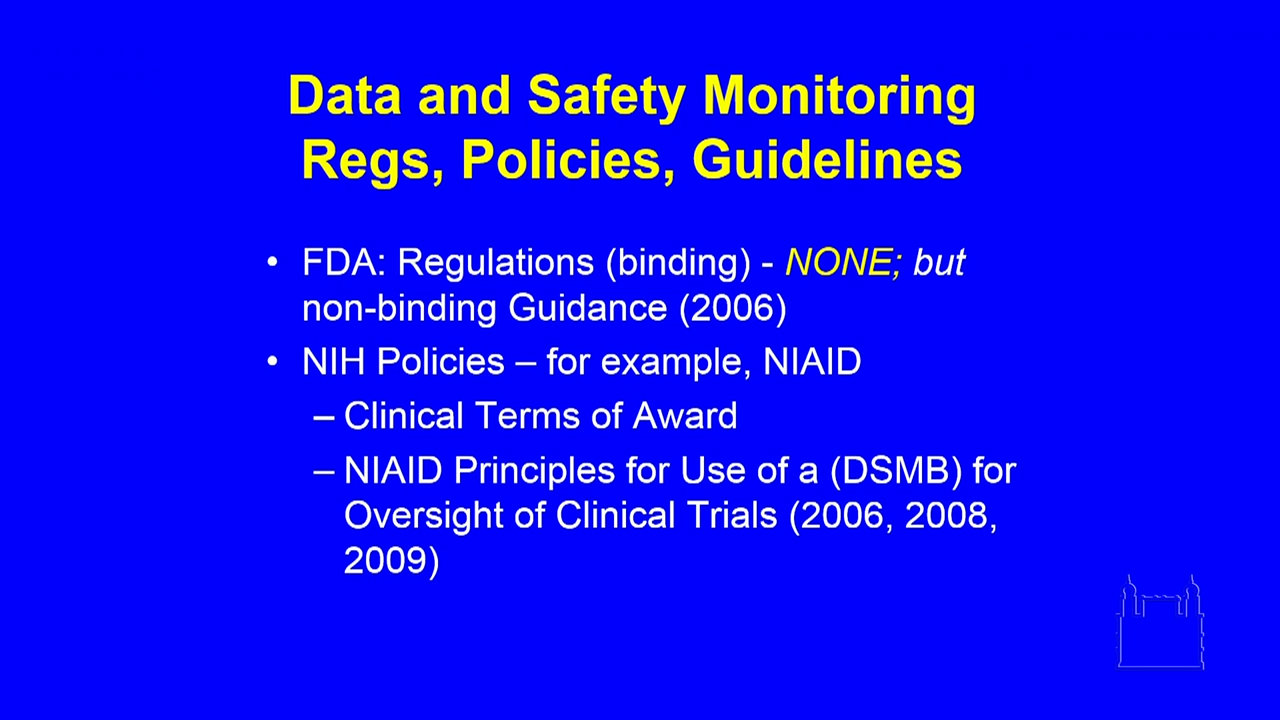 Data and Safety Monitoring
Regs, Policies, Guidelines
• FDA: Regulations (binding) - NONE; but
non-binding Guidance (2006)
• NIH Policies – for example, NIAID
– Clinical Terms of Award
– NIAID Principles for Use of a (DSMB) for
Oversight of Clinical Trials (2006, 2008,
2009)